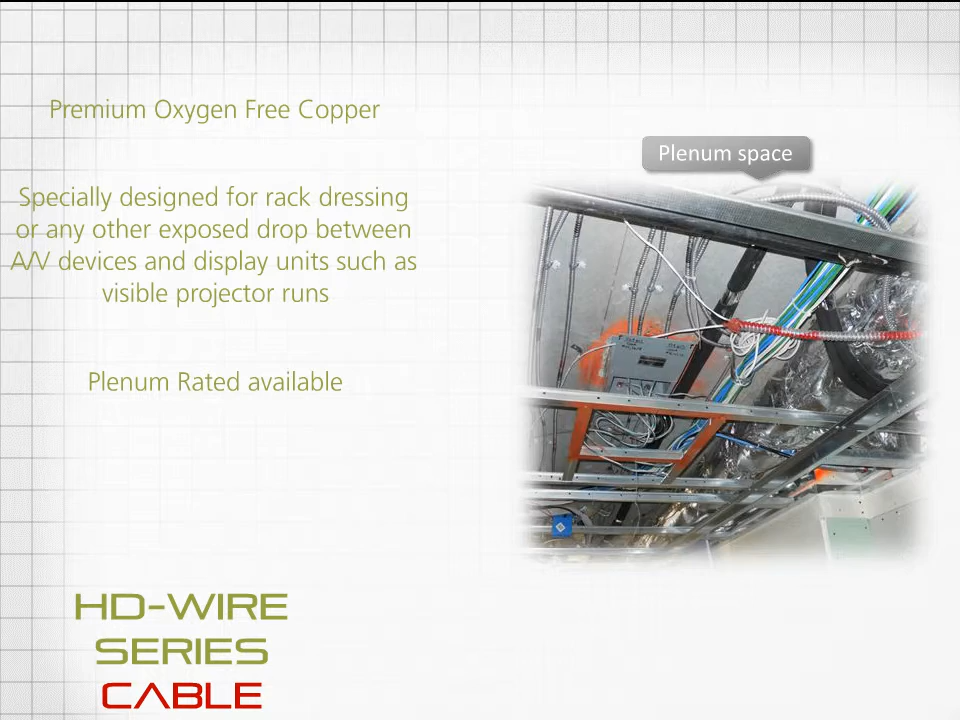 Premium Oxygen Free Copper
Plenum space
Specially designed for rack dressing
or any other exposed drop between
A/V devices and display units such as
visible projector runs
Plenum Rated available
HD-WIRE
SERIES
CABLE